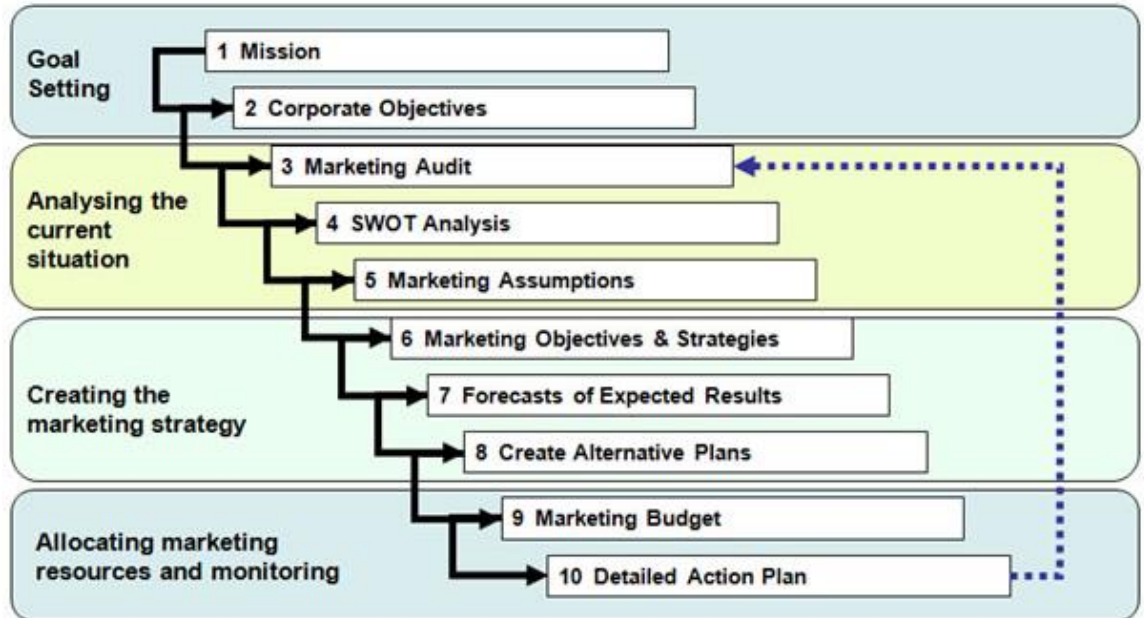 Goal
Setting
1 Mission
2 Corporate Objectives
Analysing the
current
situation
3 Marketing Audit
4 SWOT Analysis
5 Marketing Assumptions
Creating the
marketing strategy
6 Marketing Objectives & Strategies
7 Forecasts of Expected Results
8 Create Alternative Plans
Allocating marketing
resources and monitoring
9 Marketing Budget
10 Detailed Action Plan